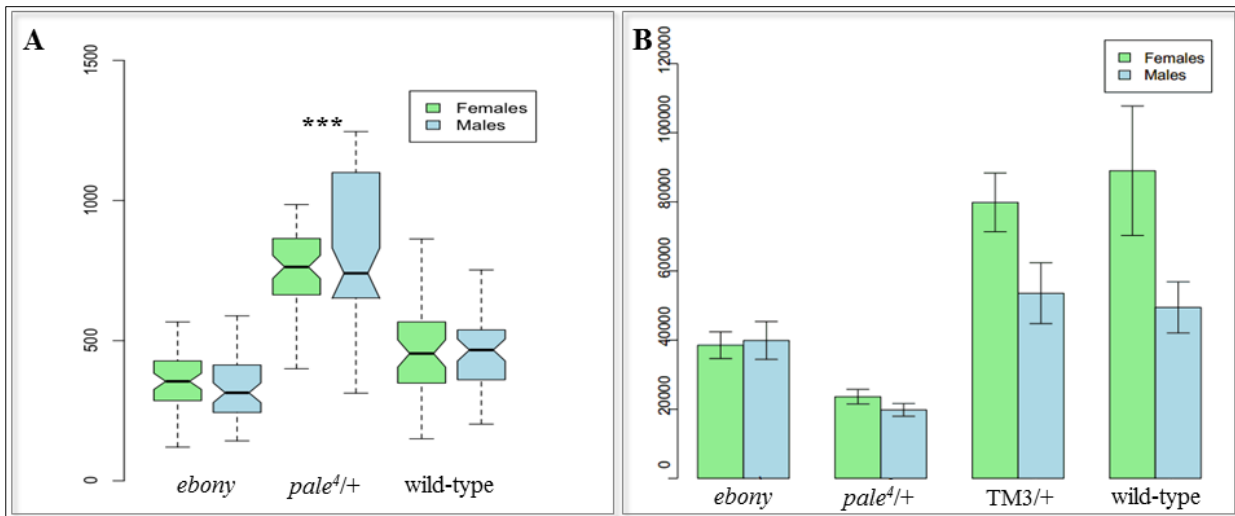 A
1500
1000
500
0
***
Females
Males
ebony
pale⁴/+
wild-type
B
120000
100000
80000
60000
40000
20000
0
Females
Males
ebony
pale⁴/+
TM3/+
wild-type